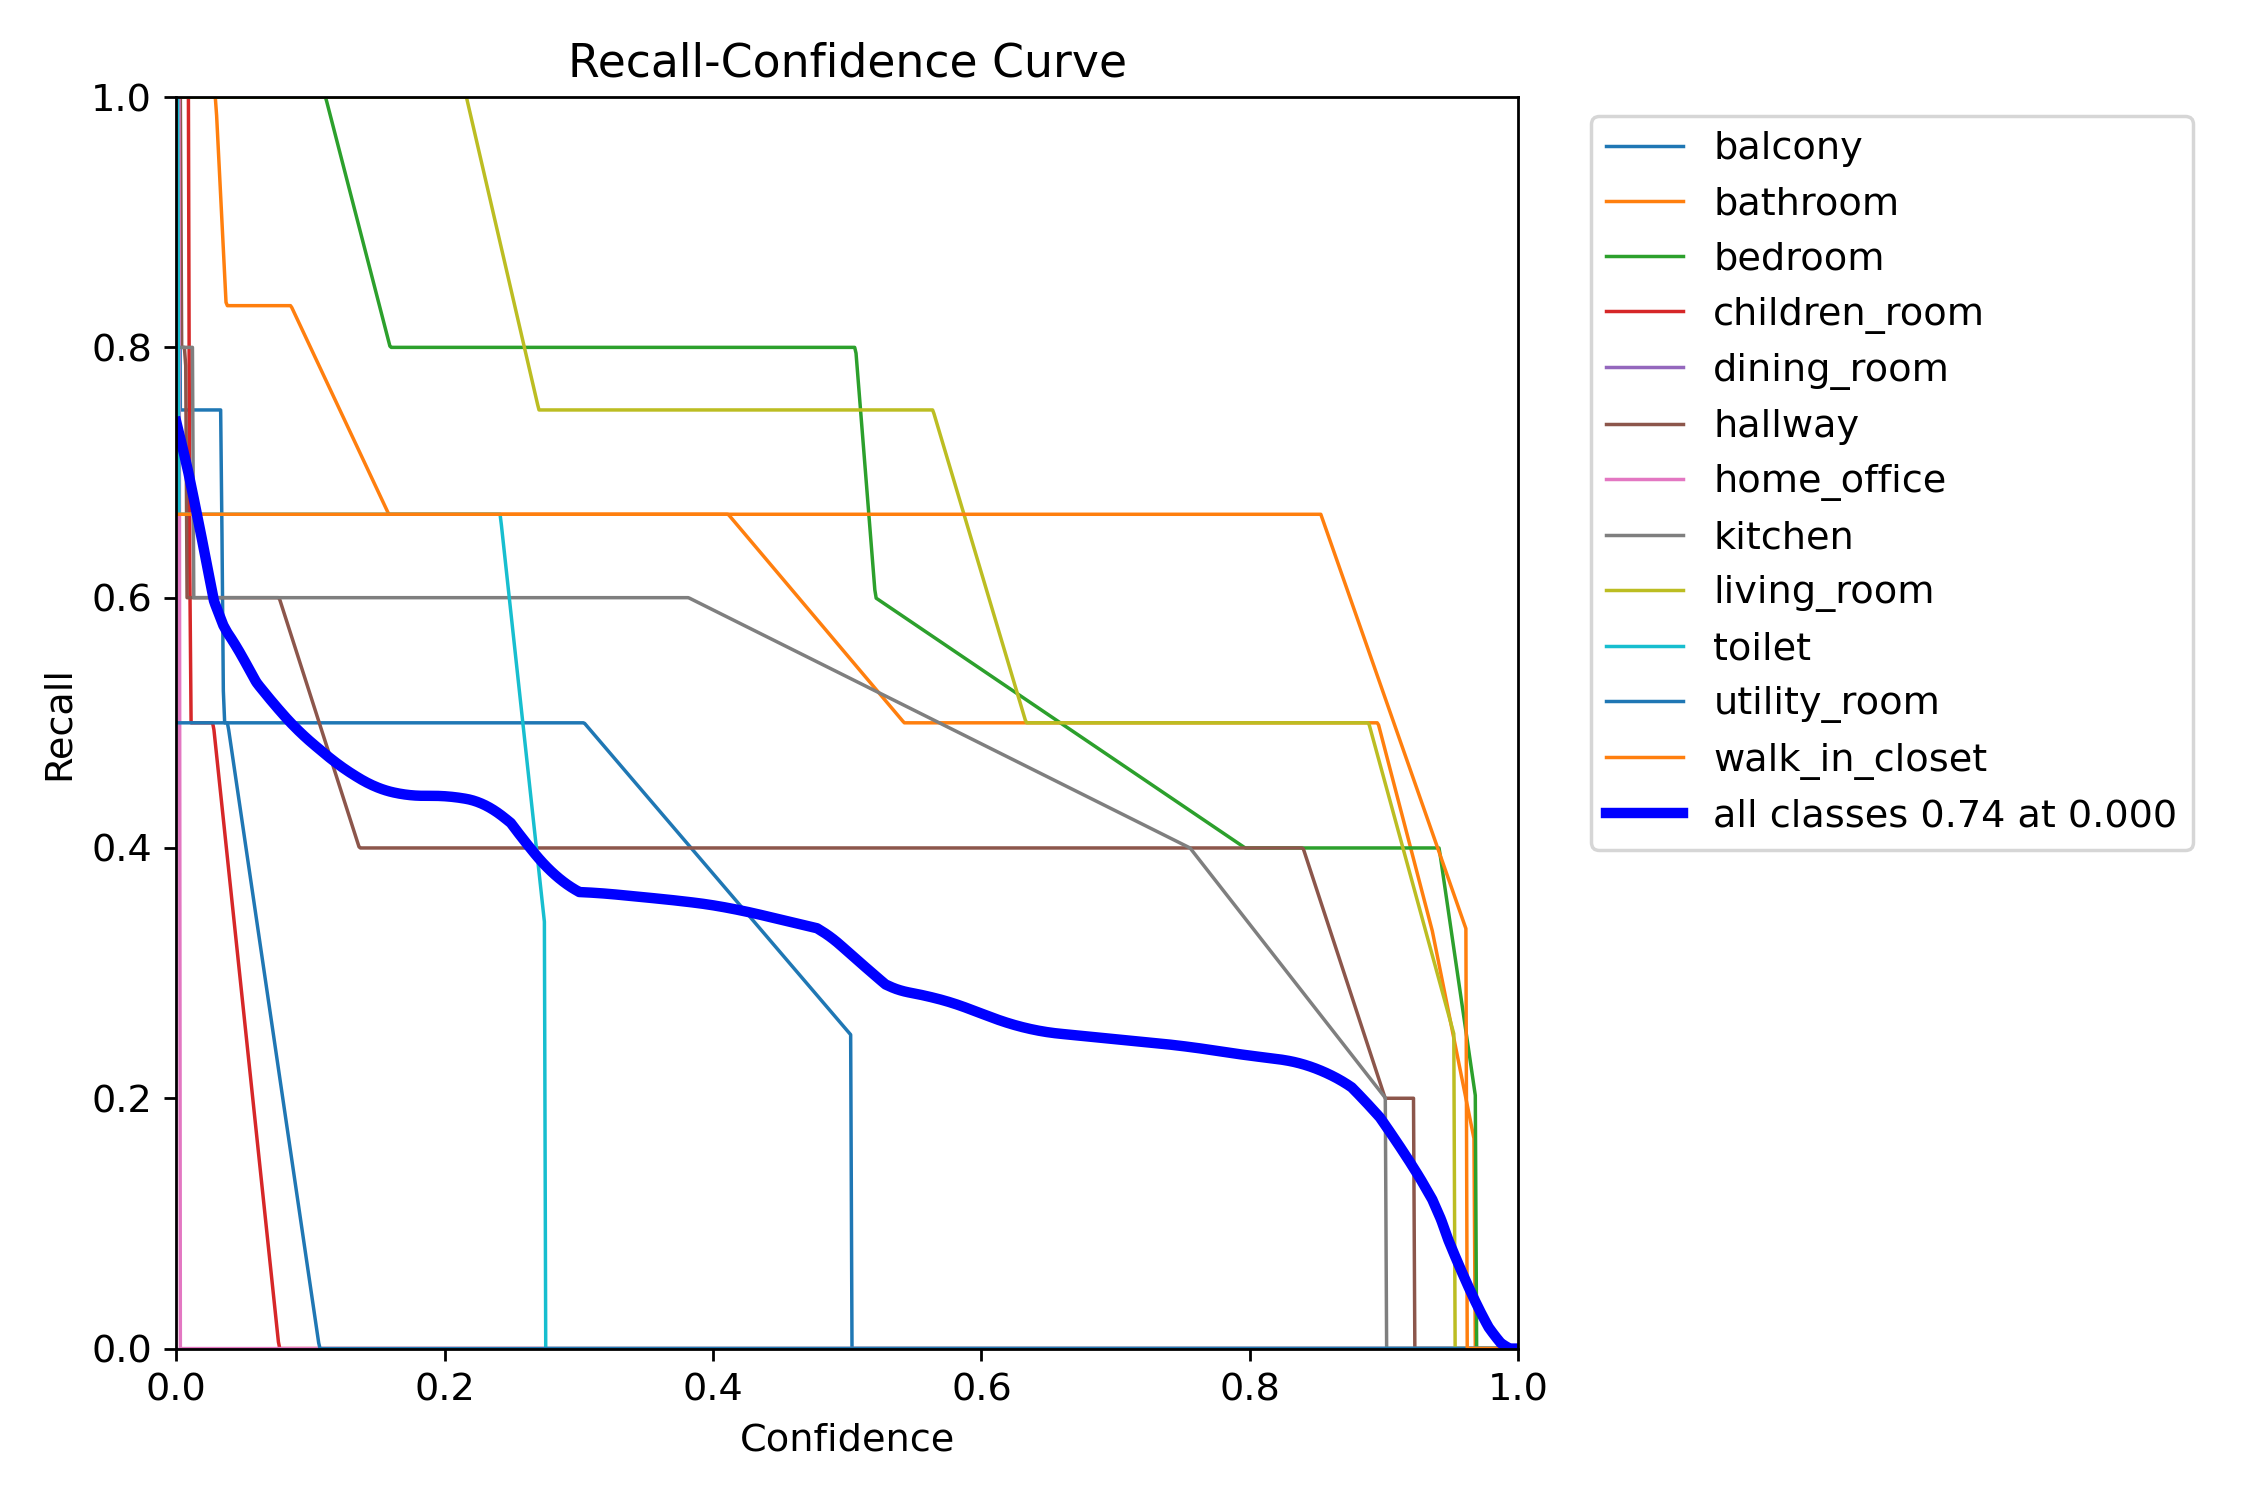 Recall-Confidence Curve
1.0
0.8
0.6
0.4
0.2
0.0
Recall
0.0 0.2 0.4 0.6 0.8 1.0
Confidence
balcony
bathroom
bedroom
children_room
dining_room
hallway
home_office
kitchen
living_room
toilet
utility_room
walk_in_closet
all classes 0.74 at 0.000